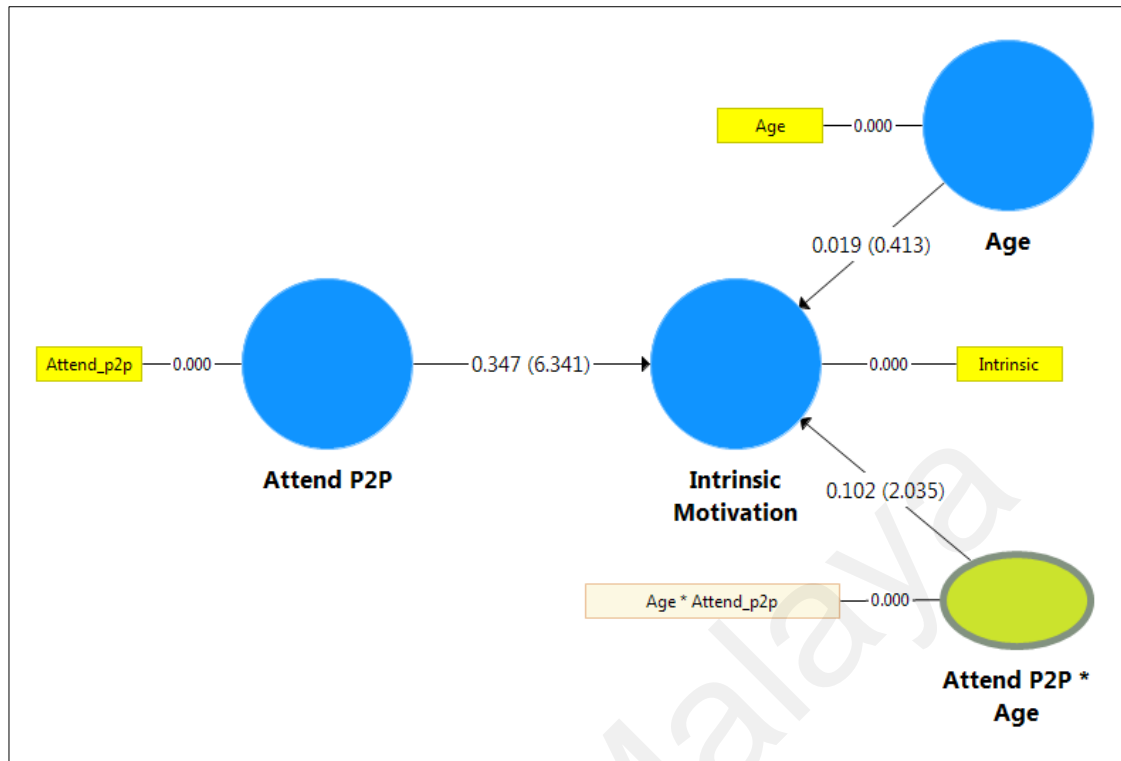 Age
0.000
Age
0.019 (0.413)
Attend_p2p
0.000
0.347 (6.341)
0.000
Intrinsic
Attend P2P
Intrinsic
Motivation
0.102 (2.035)
Age * Attend_p2p
0.000
Attend P2P *
Age
Malaya